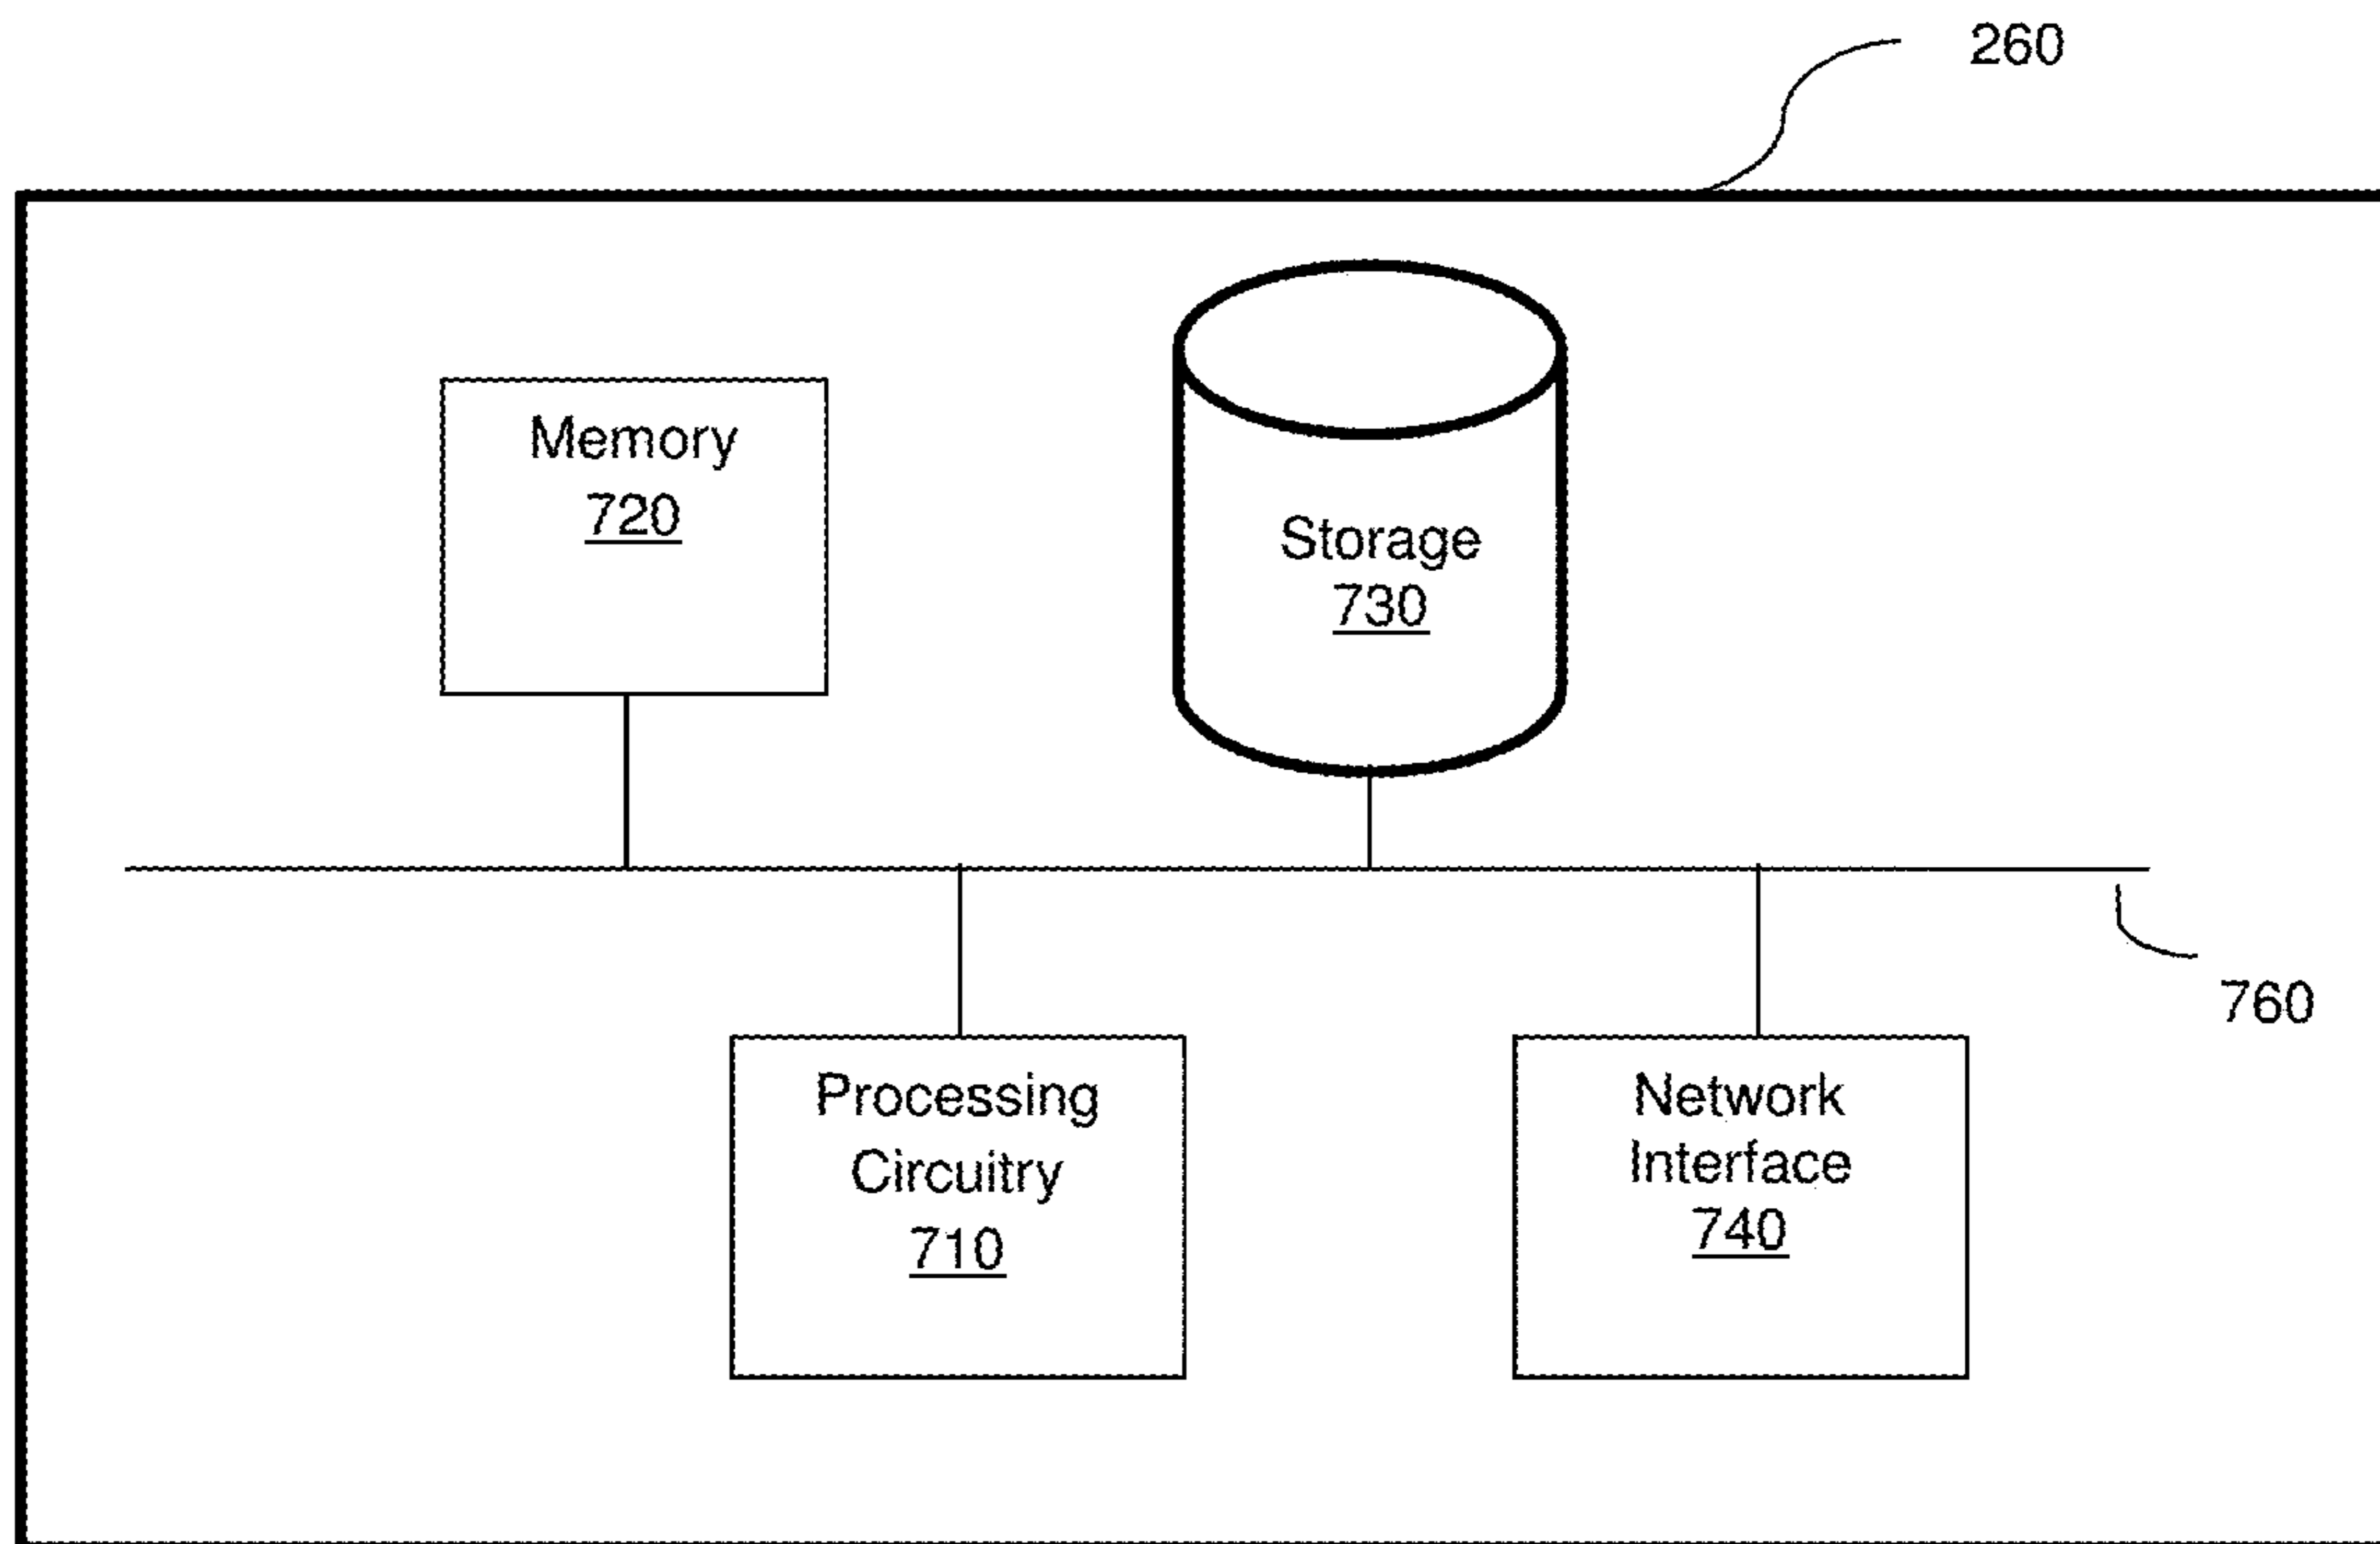 260
Memory
720
Storage
730
760
Processing
Circuitry
710
Network
Interface
740